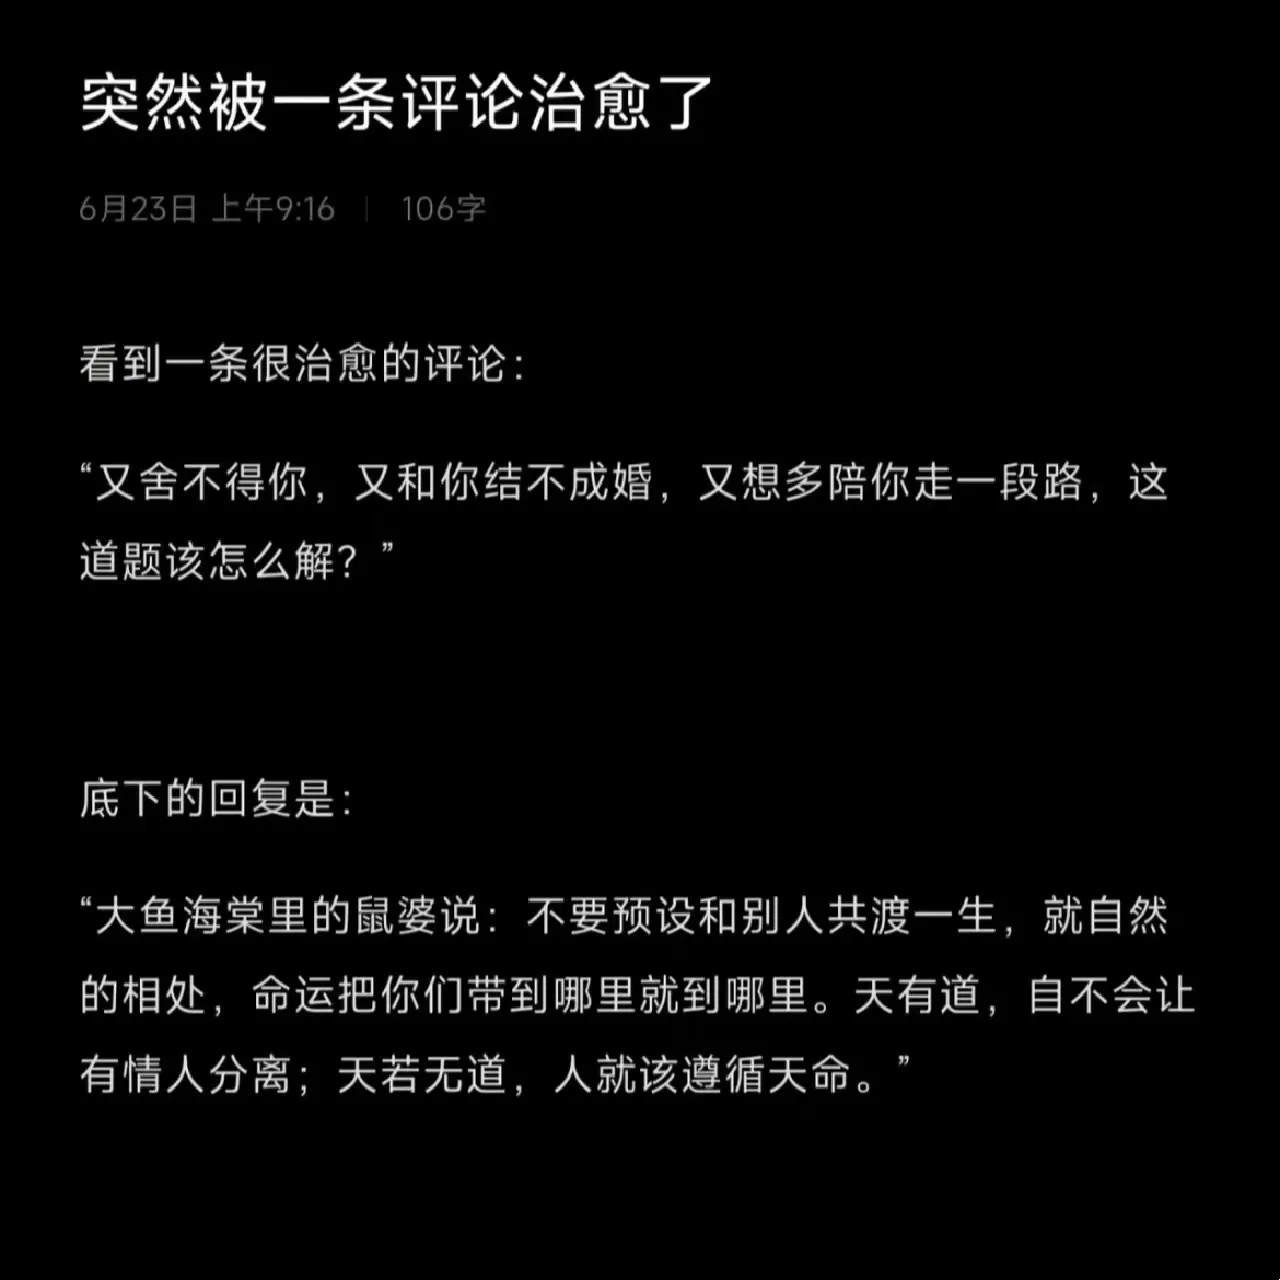 突然被一条评论治愈了
6月23日 上午9:16 | 106字
看到一条很治愈的评论：
“又舍不得你，又和你结不成婚，又想多陪你走一段路，这
道题该怎么解？”
底下的回复是：
“大鱼海棠里的鼠婆说：不要预设和别人共渡一生，就自然
的相处，命运把你们带到哪里就到哪里。天有道，自不会让
有情人分离；天若无道，人就该遵循天命。”